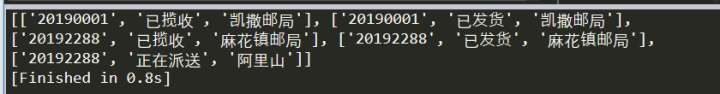 [['20190001', '已揽收', '凯撒邮局'], ['20190001', '已发货', '凯撒邮局'],
['20192288', '已揽收', '麻花镇邮局'], ['20192288', '已发货', '麻花镇邮局'],
['20192288', '正在派送', '阿里山']]
[Finished in 0.8s]